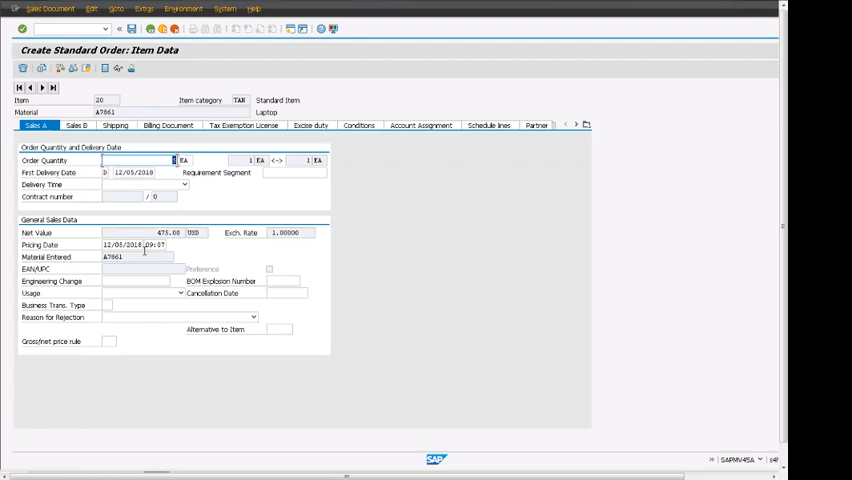 Sales Document Edit Goto Extras Environment System Help
Create Standard Order: Item Data
Item 20 Item category TAN Standard Item
Material A7861 Laptop
Sales A Sales B Shipping Billing Document Tax Exemption License Excise duty Conditions Account Assignment Schedule lines Partner
Order Quantity and Delivery Date
Order Quantity EA 1 EA <-> 1 EA
First Delivery Date D 12/05/2018 Requirement Segment
Delivery Time
Contract number / 0
General Sales Data
Net Value 475.00 USD Exch. Rate 1.00000
Pricing Date 12/05/2018 09:07
Material Entered A7861
EAN/UPC Preference
Engineering Change BOM Explosion Number
Usage Cancellation Date
Business Trans. Type
Reason for Rejection
Alternative to Item
Gross/net price rule
SAP
SAPMV45A s4h